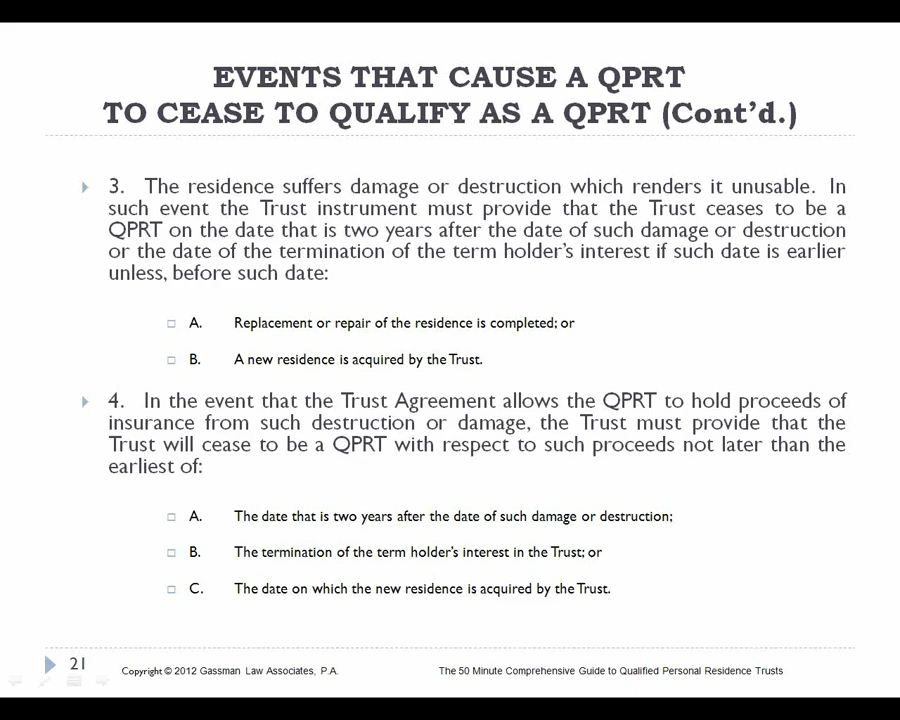 EVENTS THAT CAUSE A QPRT
TO CEASE TO QUALIFY AS A QPRT (Cont'd.)
3. The residence suffers damage or destruction which renders it unusable. In
such event the Trust instrument must provide that the Trust ceases to be a
QPRT on the date that is two years after the date of such damage or destruction
or the date of the termination of the term holder's interest if such date is earlier
unless, before such date:
A. Replacement or repair of the residence is completed; or
B. A new residence is acquired by the Trust.
4. In the event that the Trust Agreement allows the QPRT to hold proceeds of
insurance from such destruction or damage, the Trust must provide that the
Trust will cease to be a QPRT with respect to such proceeds not later than the
earliest of:
A. The date that is two years after the date of such damage or destruction;
B. The termination of the term holder's interest in the Trust; or
C. The date on which the new residence is acquired by the Trust.
21
Copyright © 2012 Gassman Law Associates, P.A.
The 50 Minute Comprehensive Guide to Qualified Personal Residence Trusts